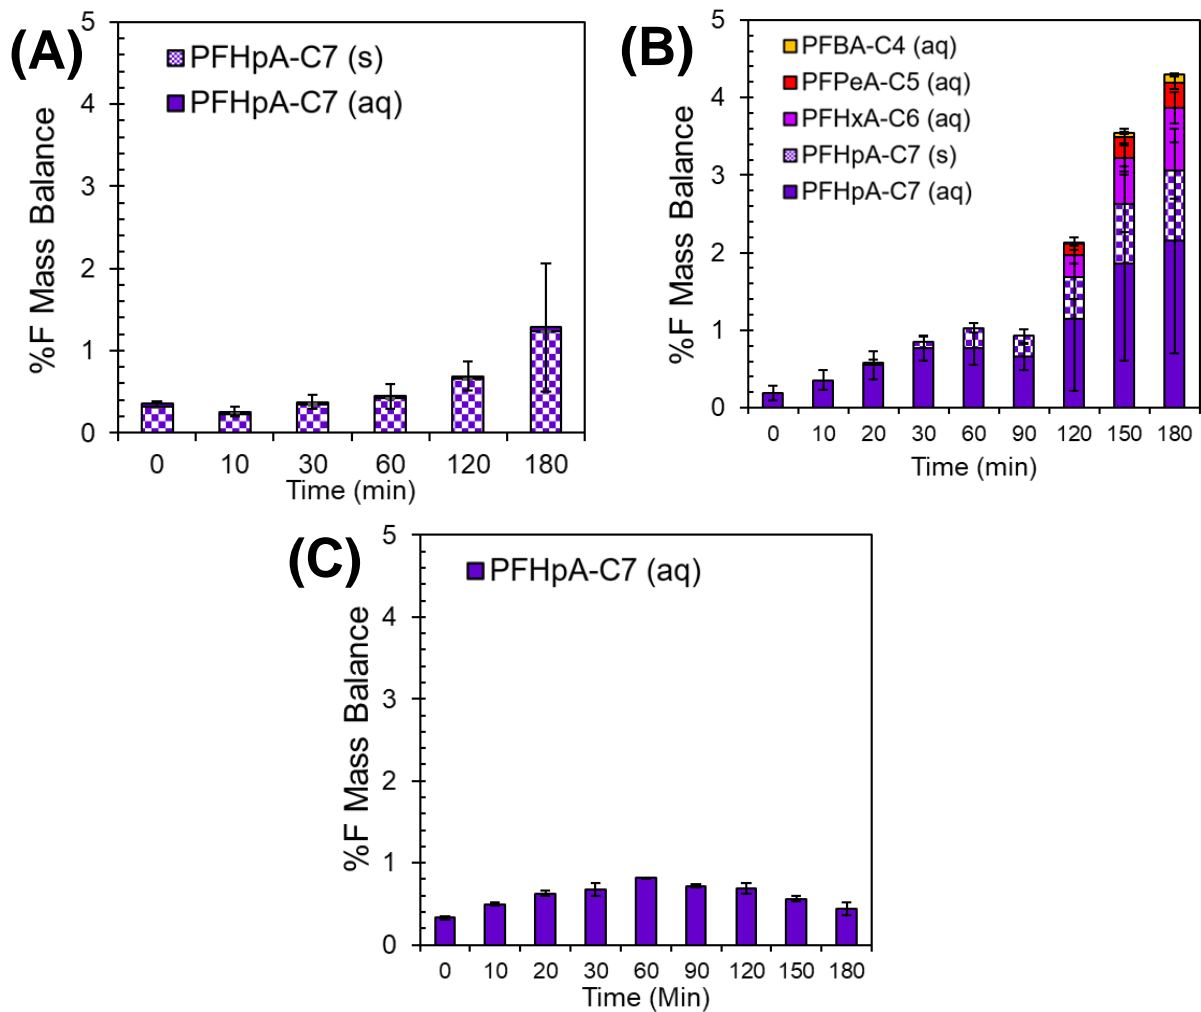 (A)
%F Mass Balance
5
4
3
2
1
0
PFHpA-C7 (s)
PFHpA-C7 (aq)
0 10 30 60 120 180
Time (min)
(B)
%F Mass Balance
5
4
3
2
1
0
PFBA-C4 (aq)
PFPeA-C5 (aq)
PFHxA-C6 (aq)
PFHpA-C7 (s)
PFHpA-C7 (aq)
0 10 20 30 60 90 120 150 180
Time (min)
(C)
%F Mass Balance
5
4
3
2
1
0
PFHpA-C7 (aq)
0 10 20 30 60 90 120 150 180
Time (Min)